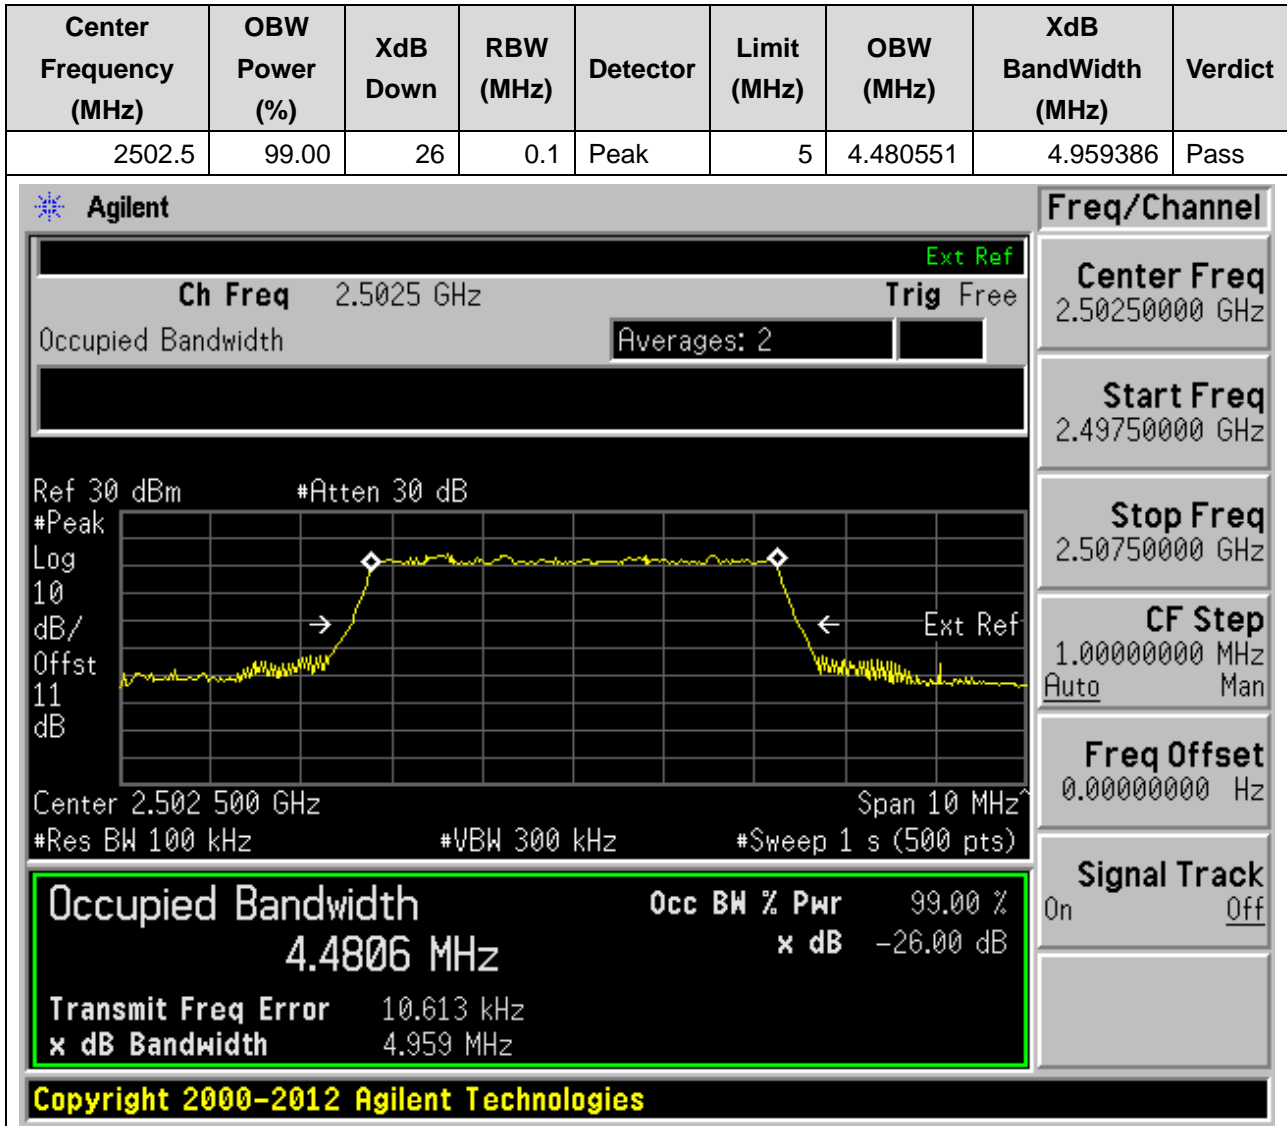 Center Frequency (MHz) OBW Power (%) XdB Down RBW (MHz) Detector Limit (MHz) OBW (MHz) XdB BandWidth (MHz) Verdict
2502.5 99.00 26 0.1 Peak 5 4.480551 4.959386 Pass
Agilent
Freq/Channel
Ext Ref
Ch Freq 2.5025 GHz Trig Free
Occupied Bandwidth Averages: 2
Center Freq
2.50250000 GHz
Start Freq
2.49750000 GHz
Stop Freq
2.50750000 GHz
CF Step
1.00000000 MHz
Auto Man
Freq Offset
0.00000000 Hz
Signal Track
On Off
Ref 30 dBm #Atten 30 dB
#Peak
Log
10
dB/
Offst
11
dB
Ext Ref
Center 2.502 500 GHz Span 10 MHz^
#Res BW 100 kHz #VBW 300 kHz #Sweep 1 s (500 pts)
Occupied Bandwidth Occ BW % Pwr 99.00 %
4.4806 MHz x dB -26.00 dB
Transmit Freq Error 10.613 kHz
x dB Bandwidth 4.959 MHz
Copyright 2000-2012 Agilent Technologies